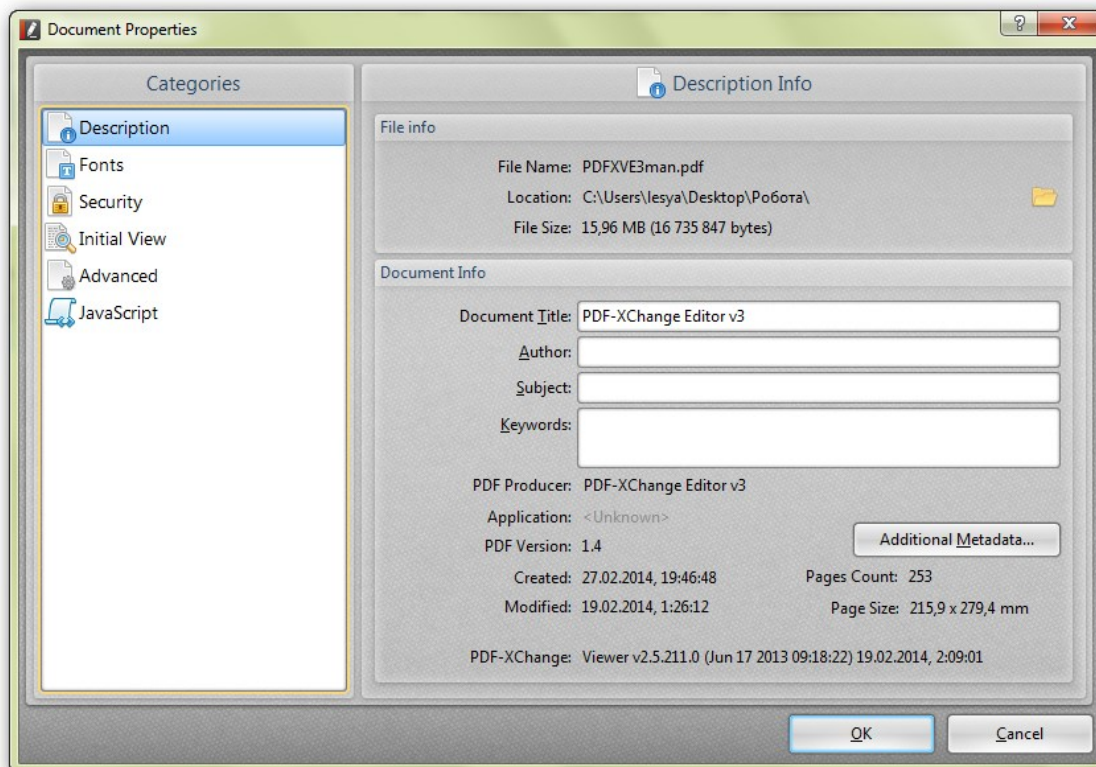 Document Properties
Categories
Description
Fonts
Security
Initial View
Advanced
JavaScript
Description Info
File info
File Name: PDFXVE3man.pdf
Location: C:\Users\lesya\Desktop\Робота\
File Size: 15,96 MB (16 735 847 bytes)
Document Info
Document Title: PDF-XChange Editor v3
Author:
Subject:
Keywords:
PDF Producer: PDF-XChange Editor v3
Application: <Unknown>
Additional Metadata...
PDF Version: 1.4
Created: 27.02.2014, 19:46:48 Pages Count: 253
Modified: 19.02.2014, 1:26:12 Page Size: 215,9 x 279,4 mm
PDF-XChange: Viewer v2.5.211.0 (Jun 17 2013 09:18:22) 19.02.2014, 2:09:01
OK Cancel